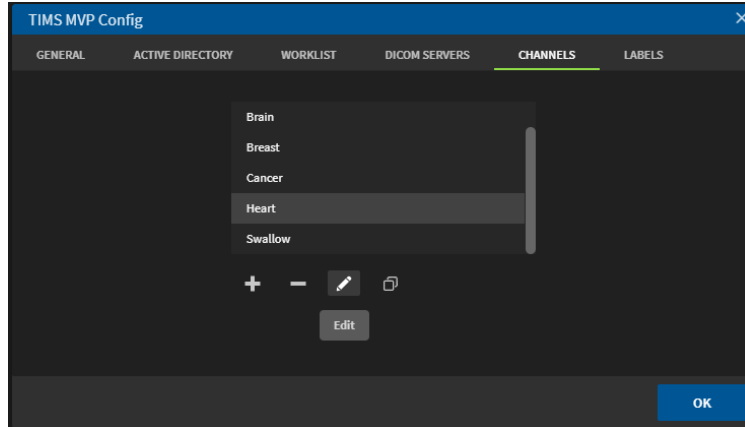 TIMS MVP Config
GENERAL ACTIVE DIRECTORY WORKLIST DICOM SERVERS CHANNELS LABELS
Brain
Breast
Cancer
Heart
Swallow
Edit
OK